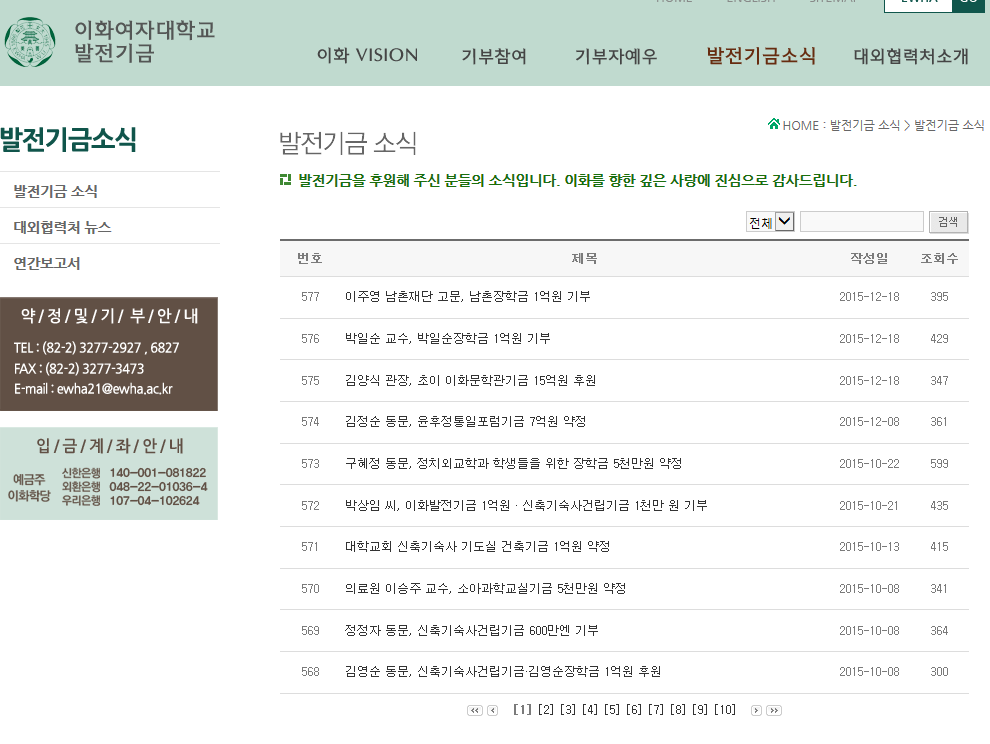 HOME ENGLISH SITEMAP EWHA GO
이화여자대학교
발전기금
이화 VISION 기부참여 기부자예우 발전기금소식 대외협력처소개
HOME : 발전기금 소식 > 발전기금 소식
발전기금소식
발전기금 소식
대외협력처 뉴스
연간보고서
약/정/및/기/부/안/내
TEL : (82-2) 3277-2927 , 6827
FAX : (82-2) 3277-3473
E-mail : ewha21@ewha.ac.kr
입/금/계/좌/안/내
예금주
이화학당
신한은행 140-001-081822
외환은행 048-22-01036-4
우리은행 107-04-102624
발전기금 소식
발전기금을 후원해 주신 분들의 소식입니다. 이화를 향한 깊은 사랑에 진심으로 감사드립니다.
전체 검색
번호 제목 작성일 조회수
577 이주영 남촌재단 고문, 남촌장학금 1억원 기부 2015-12-18 395
576 박일순 교수, 박일순장학금 1억원 기부 2015-12-18 429
575 김양식 관장, 초이 이화문학관기금 15억원 후원 2015-12-18 347
574 김정순 동문, 윤후정통일포럼기금 7억원 약정 2015-12-08 361
573 구혜정 동문, 정치외교학과 학생들을 위한 장학금 5천만원 약정 2015-10-22 599
572 박상임 씨, 이화발전기금 1억원 · 신축기숙사건립기금 1천만 원 기부 2015-10-21 435
571 대학교회 신축기숙사 기도실 건축기금 1억원 약정 2015-10-13 415
570 의료원 이승주 교수, 소아과학교실기금 5천만원 약정 2015-10-08 341
569 정정자 동문, 신축기숙사건립기금 600만엔 기부 2015-10-08 364
568 김영순 동문, 신축기숙사건립기금·김영순장학금 1억원 후원 2015-10-08 300
[1] [2] [3] [4] [5] [6] [7] [8] [9] [10]